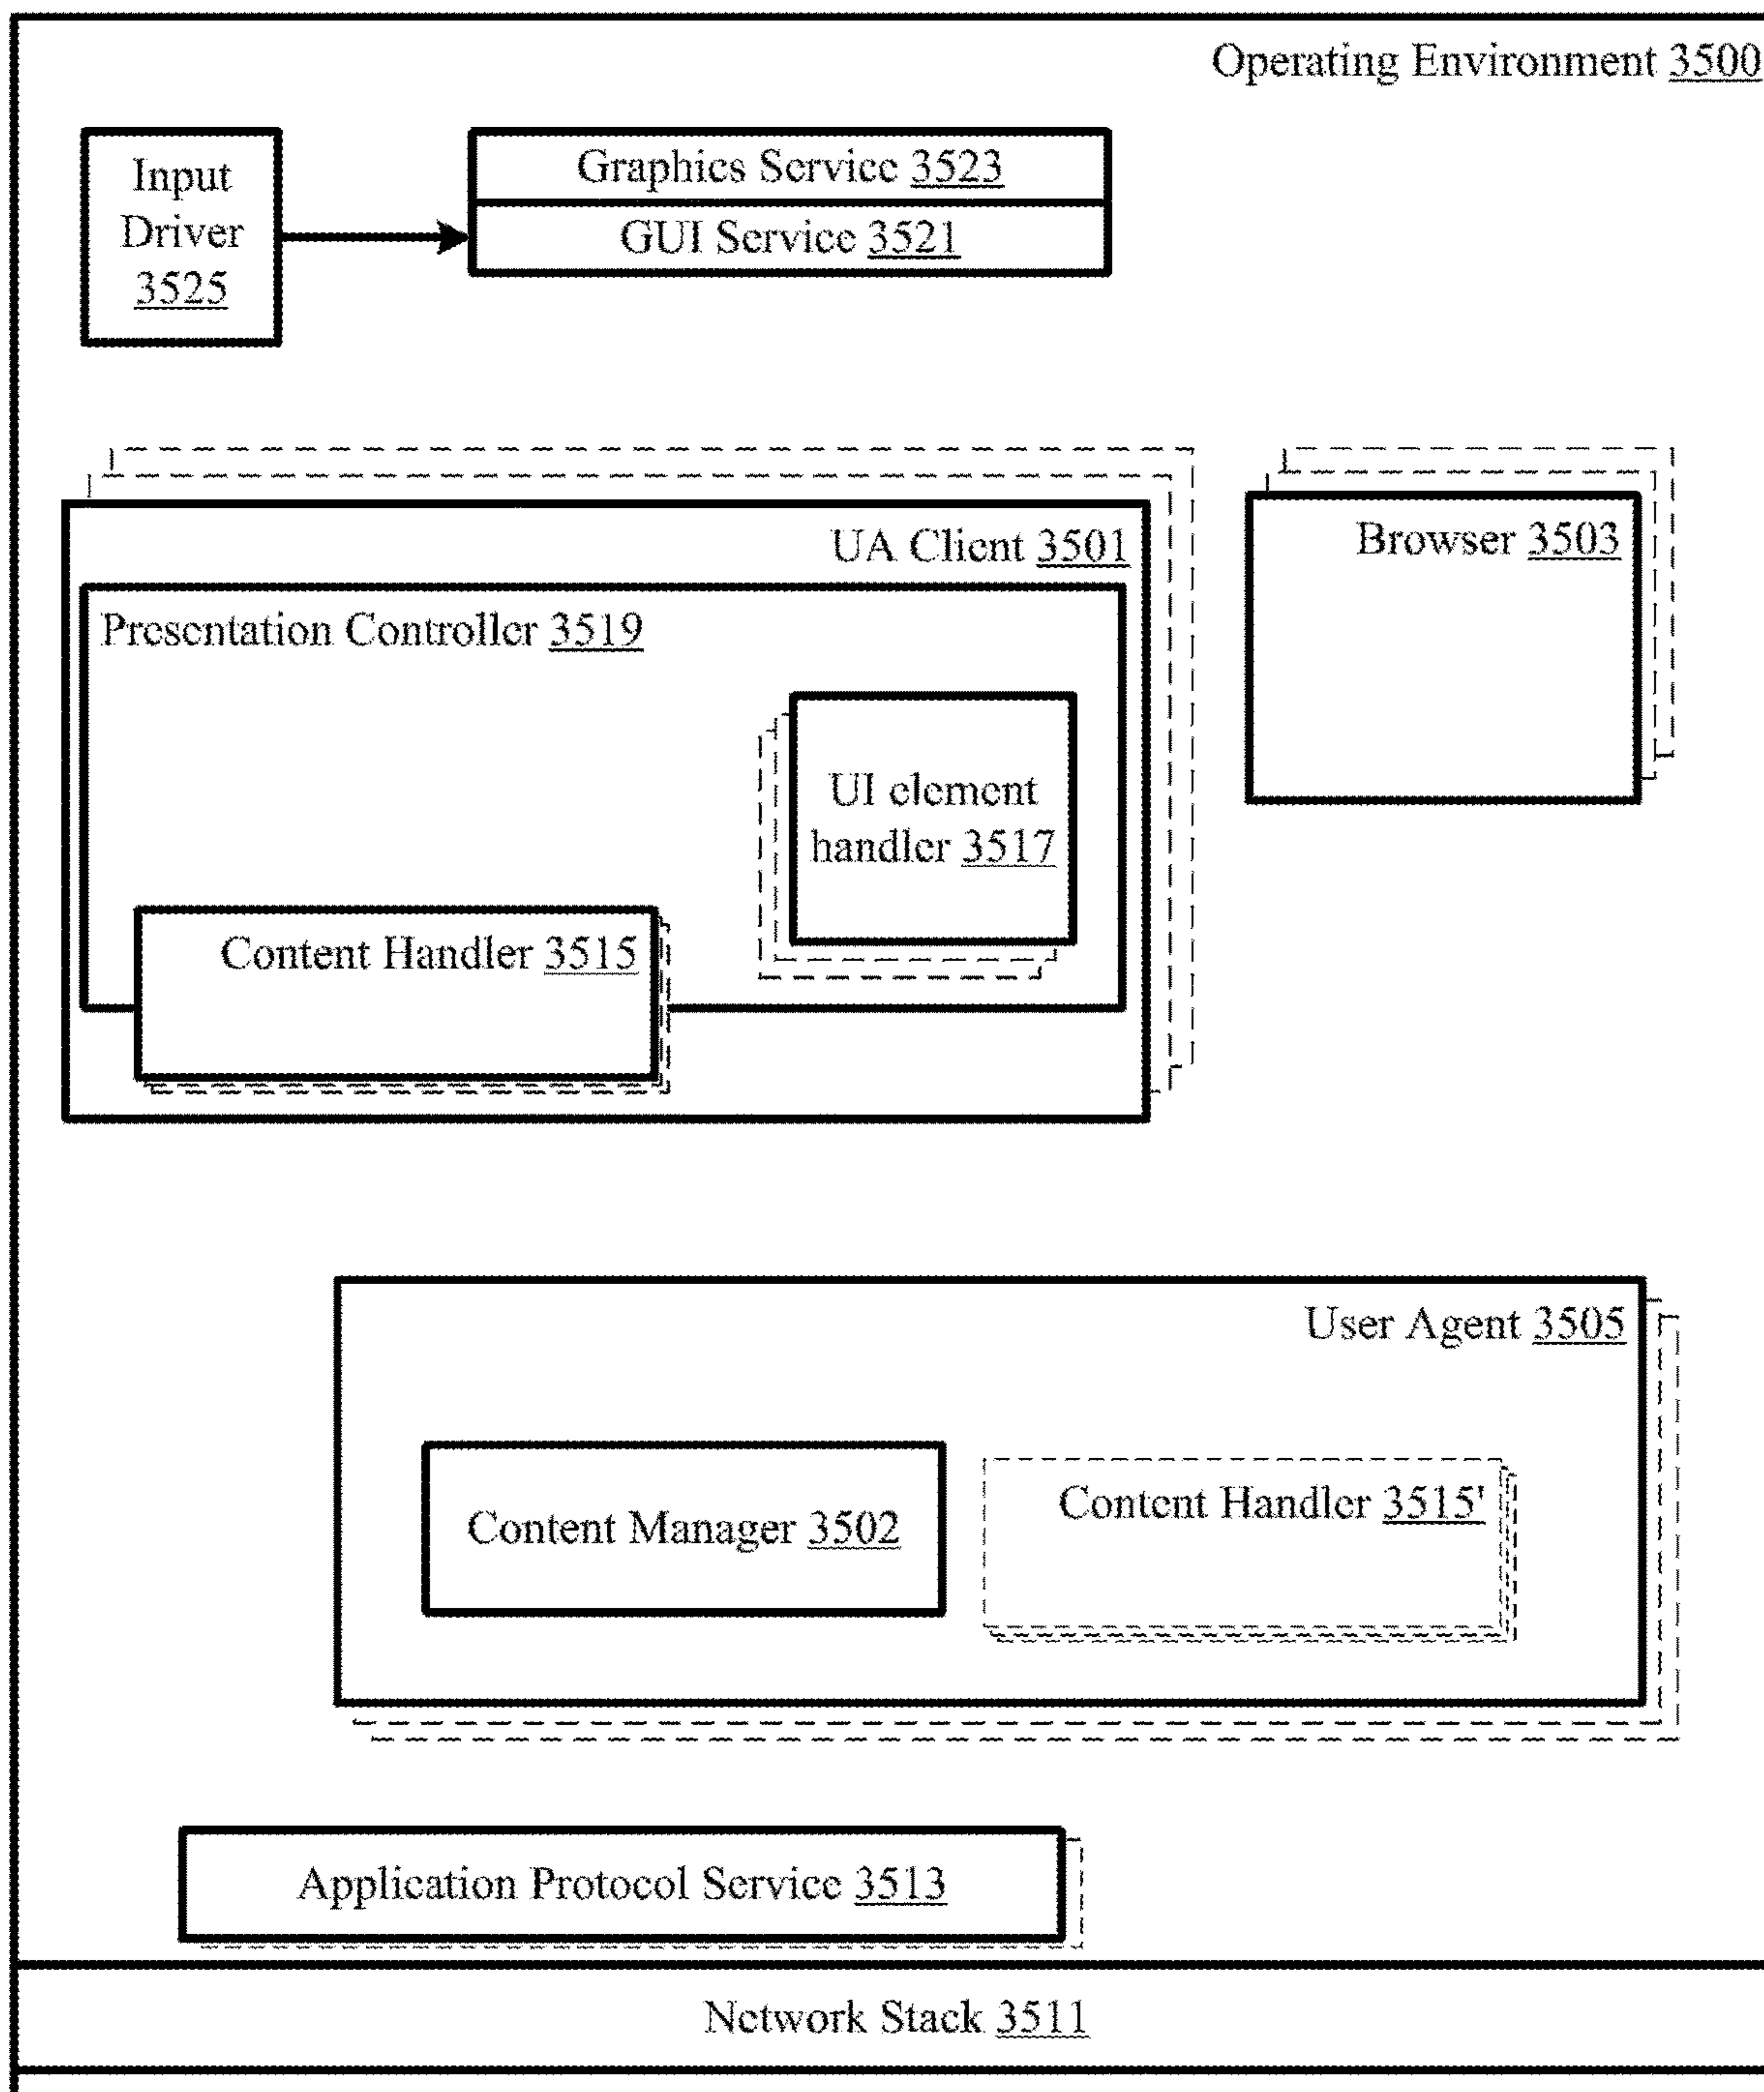 Operating Environment 3500
Input
Driver
3525
Graphics Service 3523
GUI Service 3521
UA Client 3501
Browser 3503
Presentation Controller 3519
UI element
handler 3517
Content Handler 3515
User Agent 3505
Content Manager 3502
Content Handler 3515'
Application Protocol Service 3513
Network Stack 3511